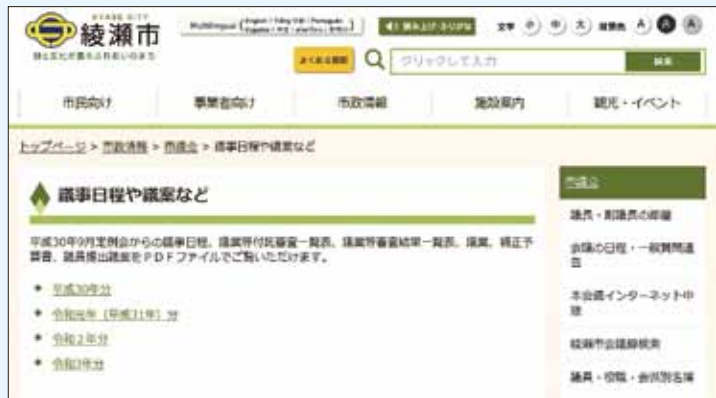 AYASE CITY
綾瀬市
緑と文化が薫るふれあいのまち
Multilingual
読み上げ・ふりがな
文字 小 中 大 背景色 A A A
よくある質問
クリックして入力
検索
市民向け 事業者向け 市政情報 施設案内 観光・イベント
トップページ > 市政情報 > 市議会 > 議事日程や議案など
議事日程や議案など
平成30年9月定例会からの議事日程、議案等付託審査一覧表、議案等審査結果一覧表、議案、補正予
算書、議員提出議案をPDFファイルでご覧いただけます。
平成30年分
令和元年（平成31年）分
令和2年分
令和3年分
市議会
議長・副議長の部屋
会議の日程・一般質問通
告
本会議インターネット中
継
綾瀬市会議録検索
議員・役職・会派別名簿